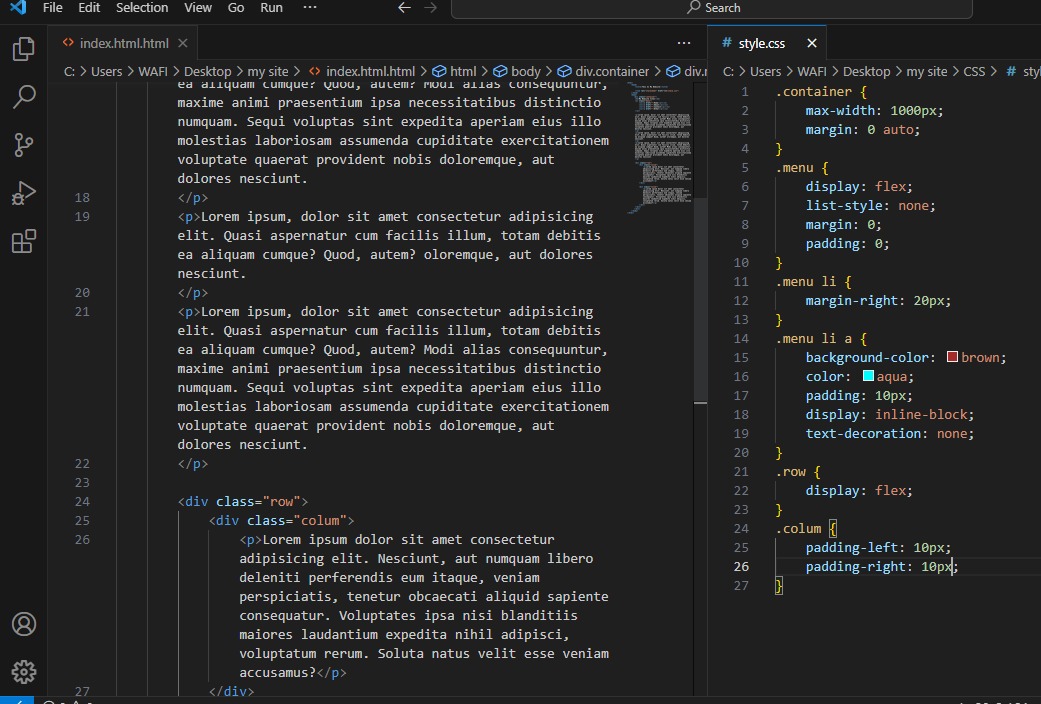 File Edit Selection View Go Run ··· ← → Search
index.html.html × ··· # style.css ×
C: > Users > WAFI > Desktop > my site > <> index.html.html > html > body > div.container > div.r
C: > Users > WAFI > Desktop > my site > CSS > # styl
ea aliquam cumque? Quod, autem? Modi alias consequuntur,
maxime animi praesentium ipsa necessitatibus distinctio
numquam. Sequi voluptas sint expedita aperiam eius illo
molestias laboriosam assumenda cupiditate exercitationem
voluptate quaerat provident nobis doloremque, aut
dolores nesciunt.
18 </p>
19 <p>Lorem ipsum, dolor sit amet consectetur adipisicing
elit. Quasi aspernatur cum facilis illum, totam debitis
ea aliquam cumque? Quod, autem? oloremque, aut dolores
nesciunt.
20 </p>
21 <p>Lorem ipsum, dolor sit amet consectetur adipisicing
elit. Quasi aspernatur cum facilis illum, totam debitis
ea aliquam cumque? Quod, autem? Modi alias consequuntur,
maxime animi praesentium ipsa necessitatibus distinctio
numquam. Sequi voluptas sint expedita aperiam eius illo
molestias laboriosam assumenda cupiditate exercitationem
voluptate quaerat provident nobis doloremque, aut
dolores nesciunt.
22 </p>
23
24 <div class="row">
25 <div class="colum">
26 <p>Lorem ipsum dolor sit amet consectetur
adipisicing elit. Nesciunt, aut numquam libero
deleniti perferendis eum itaque, veniam
perspiciatis, tenetur obcaecati aliquid sapiente
consequatur. Voluptates ipsa nisi blanditiis
maiores laudantium expedita nihil adipisci,
voluptatum rerum. Soluta natus velit esse veniam
accusamus?</p>
27 </div>
1 .container {
2 max-width: 1000px;
3 margin: 0 auto;
4 }
5 .menu {
6 display: flex;
7 list-style: none;
8 margin: 0;
9 padding: 0;
10 }
11 .menu li {
12 margin-right: 20px;
13 }
14 .menu li a {
15 background-color: brown;
16 color: aqua;
17 padding: 10px;
18 display: inline-block;
19 text-decoration: none;
20 }
21 .row {
22 display: flex;
23 }
24 .colum {
25 padding-left: 10px;
26 padding-right: 10px;
27 }